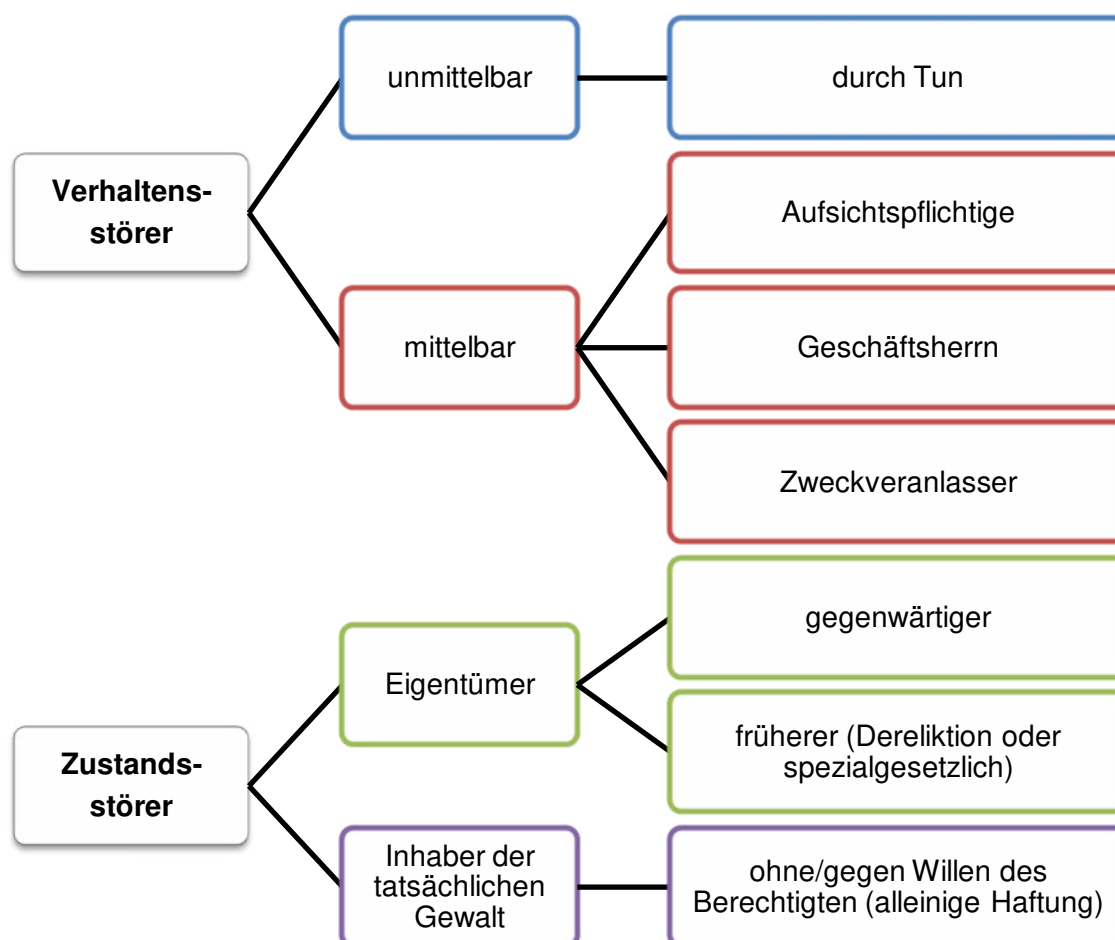 Verhaltens-
störer
unmittelbar
durch Tun
mittelbar
Aufsichtspflichtige
Geschäftsherrn
Zweckveranlasser
Zustands-
störer
Eigentümer
gegenwärtiger
früherer (Dereliktion oder
spezialgesetzlich)
Inhaber der
tatsächlichen
Gewalt
ohne/gegen Willen des
Berechtigten (alleinige Haftung)